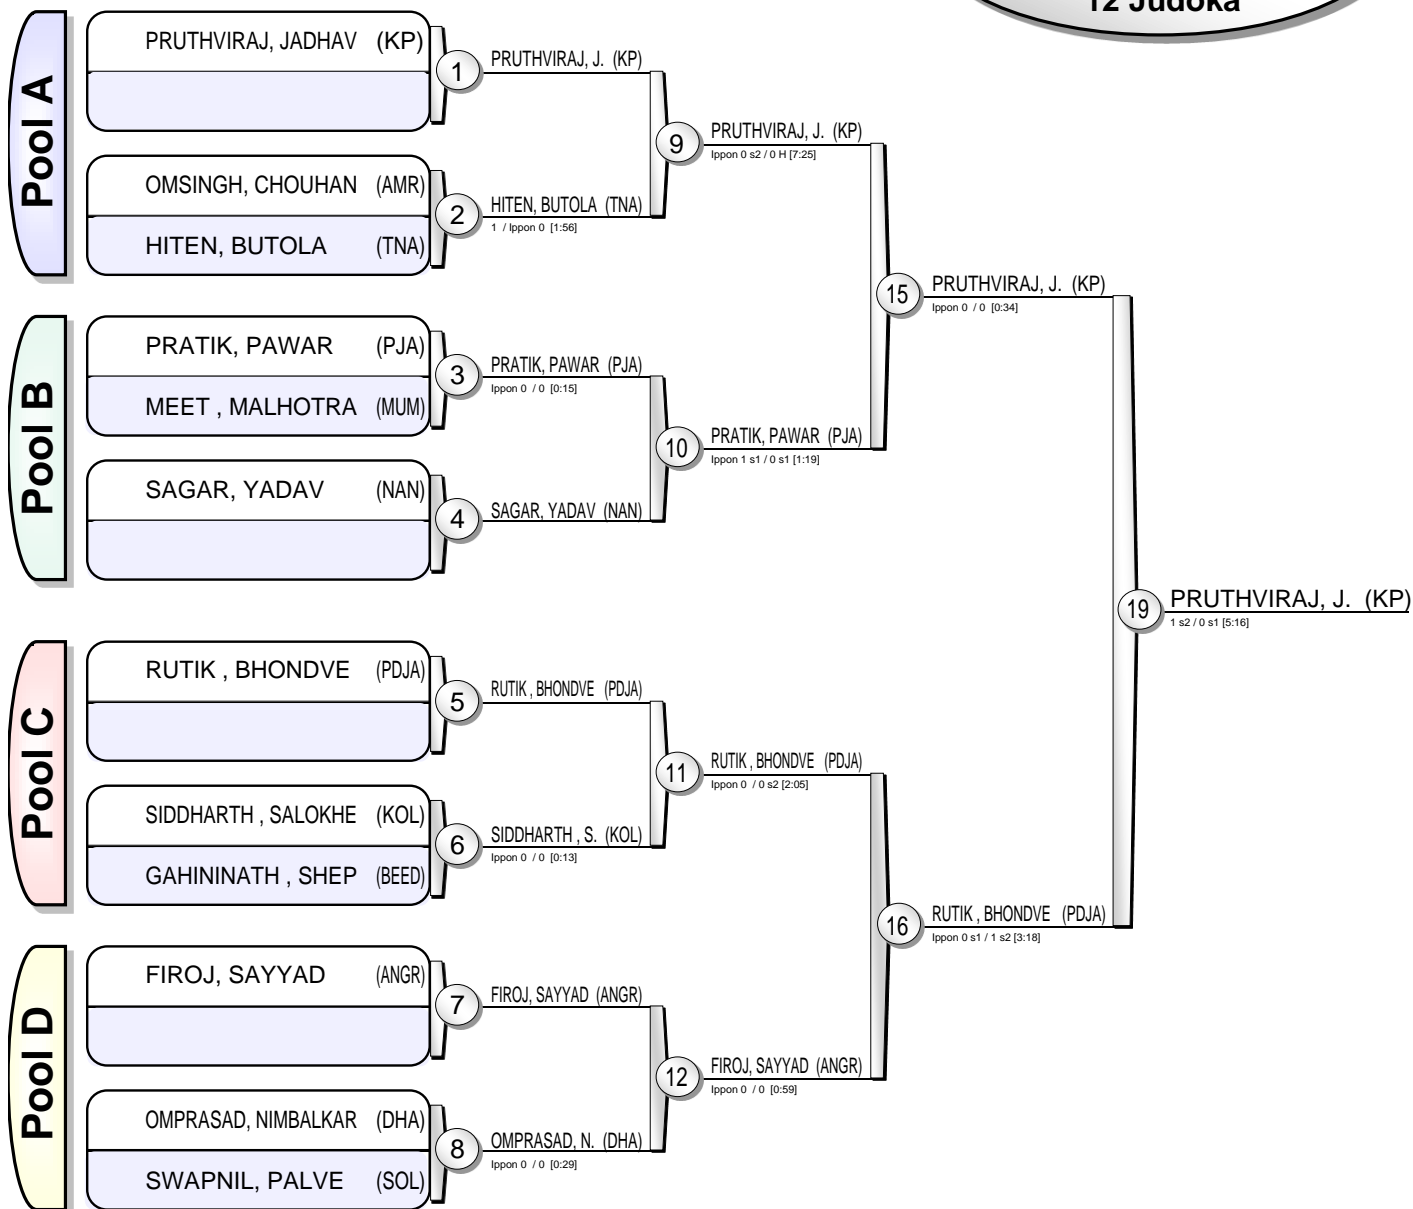 12 Judoka
Pool A
PRUTHVIRAJ, JADHAV (KP)
1
PRUTHVIRAJ, J. (KP)
OMSINGH, CHOUHAN (AMR)
HITEN, BUTOLA (TNA)
2
HITEN, BUTOLA (TNA)
1 / Ippon 0 [1:56]
9
PRUTHVIRAJ, J. (KP)
Ippon 0 s2 / 0 H [7:25]
Pool B
PRATIK, PAWAR (PJA)
MEET , MALHOTRA (MUM)
3
PRATIK, PAWAR (PJA)
Ippon 0 / 0 [0:15]
SAGAR, YADAV (NAN)
4
SAGAR, YADAV (NAN)
10
PRATIK, PAWAR (PJA)
Ippon 1 s1 / 0 s1 [1:19]
15
PRUTHVIRAJ, J. (KP)
Ippon 0 / 0 [0:34]
Pool C
RUTIK , BHONDVE (PDJA)
5
RUTIK , BHONDVE (PDJA)
SIDDHARTH , SALOKHE (KOL)
GAHININATH , SHEP (BEED)
6
SIDDHARTH , S. (KOL)
Ippon 0 / 0 [0:13]
11
RUTIK , BHONDVE (PDJA)
Ippon 0 / 0 s2 [2:05]
Pool D
FIROJ, SAYYAD (ANGR)
7
FIROJ, SAYYAD (ANGR)
OMPRASAD, NIMBALKAR (DHA)
SWAPNIL, PALVE (SOL)
8
OMPRASAD, N. (DHA)
Ippon 0 / 0 [0:29]
12
FIROJ, SAYYAD (ANGR)
Ippon 0 / 0 [0:59]
16
RUTIK , BHONDVE (PDJA)
Ippon 0 s1 / 1 s2 [3:18]
19
PRUTHVIRAJ, J. (KP)
1 s2 / 0 s1 [5:16]